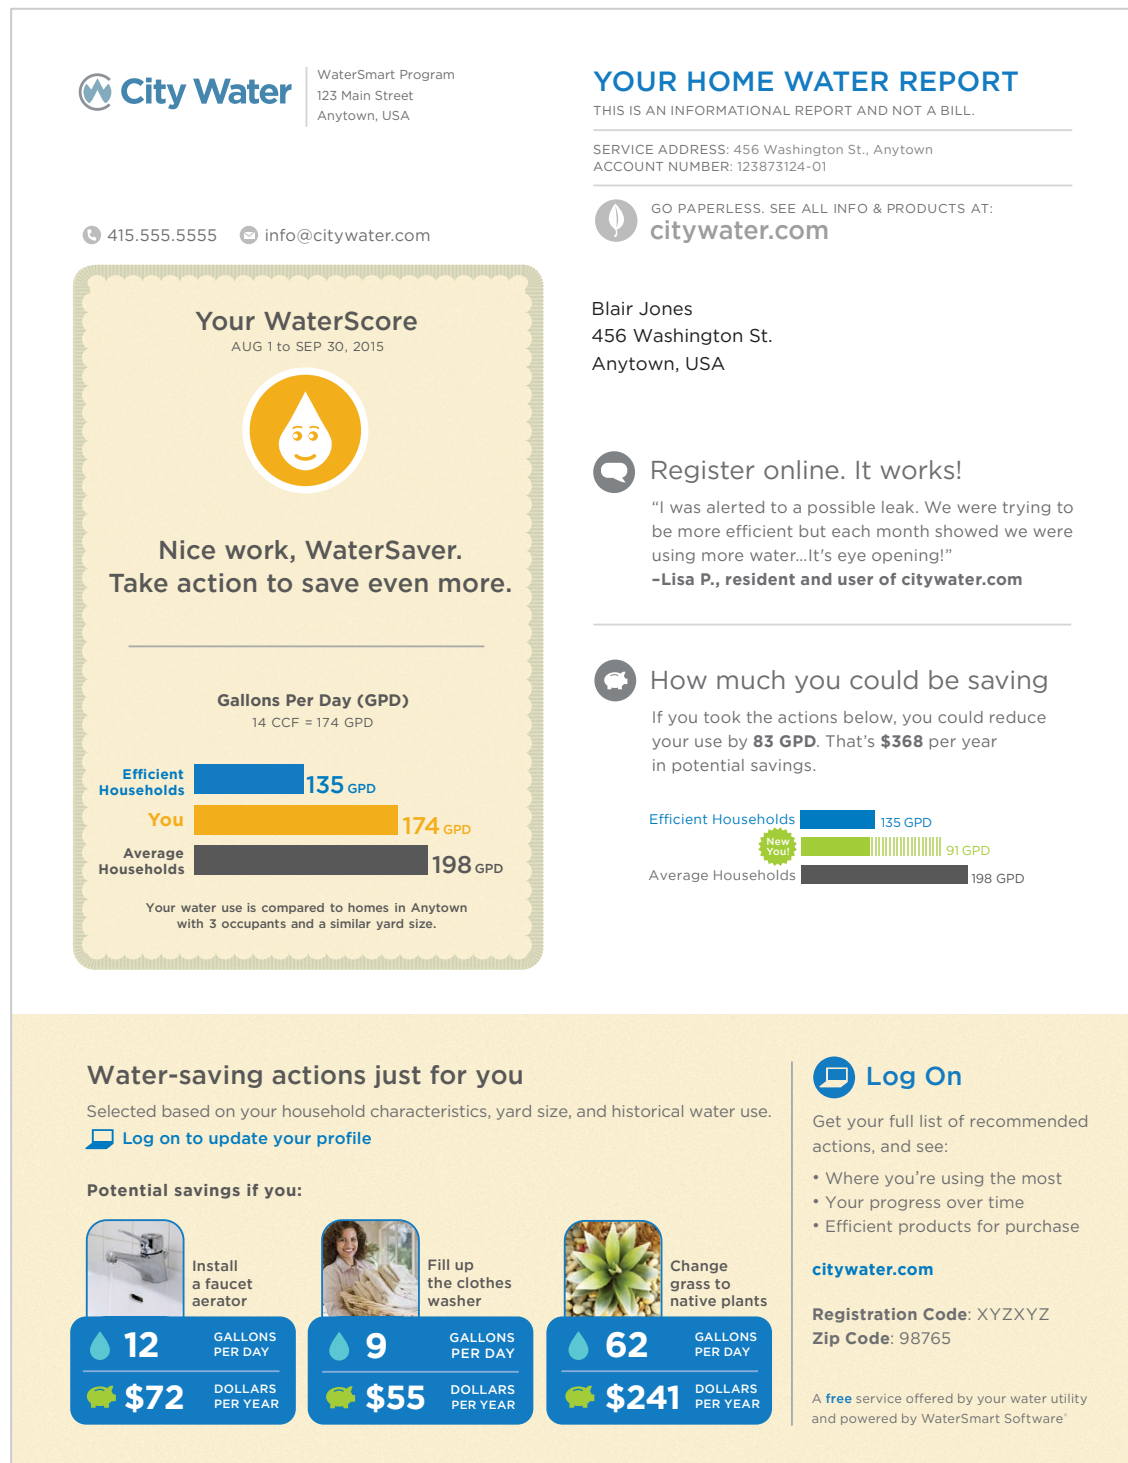 City Water
WaterSmart Program
123 Main Street
Anytown, USA
415.555.5555 info@citywater.com
YOUR HOME WATER REPORT
THIS IS AN INFORMATIONAL REPORT AND NOT A BILL.
SERVICE ADDRESS: 456 Washington St., Anytown
ACCOUNT NUMBER: 123873124-01
GO PAPERLESS. SEE ALL INFO & PRODUCTS AT:
citywater.com
Blair Jones
456 Washington St.
Anytown, USA
Your WaterScore
AUG 1 to SEP 30, 2015
Nice work, WaterSaver.
Take action to save even more.
Gallons Per Day (GPD)
14 CCF = 174 GPD
Efficient
Households
135 GPD
You
174 GPD
Average
Households
198 GPD
Your water use is compared to homes in Anytown
with 3 occupants and a similar yard size.
Register online. It works!
“I was alerted to a possible leak. We were trying to
be more efficient but each month showed we were
using more water...It's eye opening!”
–Lisa P., resident and user of citywater.com
How much you could be saving
If you took the actions below, you could reduce
your use by 83 GPD. That’s $368 per year
in potential savings.
Efficient Households 135 GPD
New
You!
91 GPD
Average Households 198 GPD
Water-saving actions just for you
Selected based on your household characteristics, yard size, and historical water use.
Log on to update your profile
Potential savings if you:
Install
a faucet
aerator
12 GALLONS
PER DAY
$72 DOLLARS
PER YEAR
Fill up
the clothes
washer
9 GALLONS
PER DAY
$55 DOLLARS
PER YEAR
Change
grass to
native plants
62 GALLONS
PER DAY
$241 DOLLARS
PER YEAR
Log On
Get your full list of recommended
actions, and see:
• Where you’re using the most
• Your progress over time
• Efficient products for purchase
citywater.com
Registration Code: XYZXYZ
Zip Code: 98765
A free service offered by your water utility
and powered by WaterSmart Software®